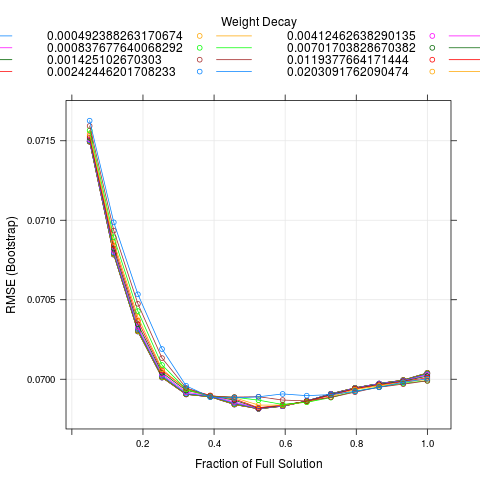 Weight Decay
0.000492388263170674 0.00412462638290135
0.000837677640068292 0.00701703828670382
0.001425102670303 0.0119377664171444
0.00242446201708233 0.0203091762090474
0.0715
0.0710
0.0705
0.0700
RMSE (Bootstrap)
0.2 0.4 0.6 0.8 1.0
Fraction of Full Solution